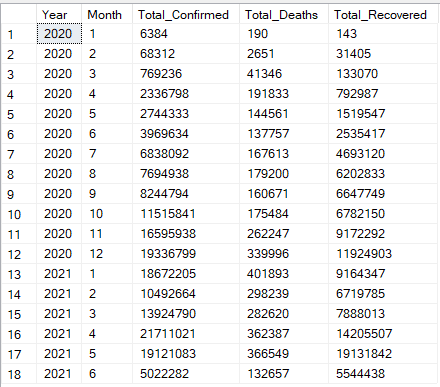 Year Month Total_Confirmed Total_Deaths Total_Recovered
1 2020 1 6384 190 143
2 2020 2 68312 2651 31405
3 2020 3 769236 41346 133070
4 2020 4 2336798 191833 792987
5 2020 5 2744333 144561 1519547
6 2020 6 3969634 137757 2535417
7 2020 7 6838092 167613 4693120
8 2020 8 7694938 179200 6202833
9 2020 9 8244794 160671 6647749
10 2020 10 11515841 175484 6782150
11 2020 11 16595938 262247 9172292
12 2020 12 19336799 339996 11924903
13 2021 1 18672205 401893 9164347
14 2021 2 10492664 298239 6719785
15 2021 3 13924790 282620 7888013
16 2021 4 21711021 362387 14205507
17 2021 5 19121083 366549 19131842
18 2021 6 5022282 132657 5544438